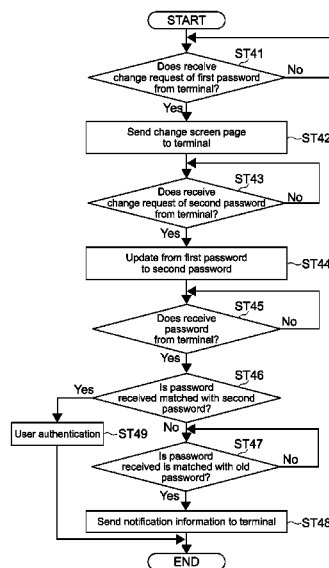 START
ST41
Does receive
change request of first password
from terminal?
No
Yes
Send change screen page
to terminal
ST42
ST43
Does receive
change request of second password
from terminal?
No
Yes
Update from first password
to second password
ST44
ST45
Does receive
password
from terminal?
No
Yes
ST46
Is
password
received matched with second
password?
Yes
No
User authentication
ST49
ST47
Is password
received is matched with old
password?
No
Yes
Send notification information to terminal
ST48
END